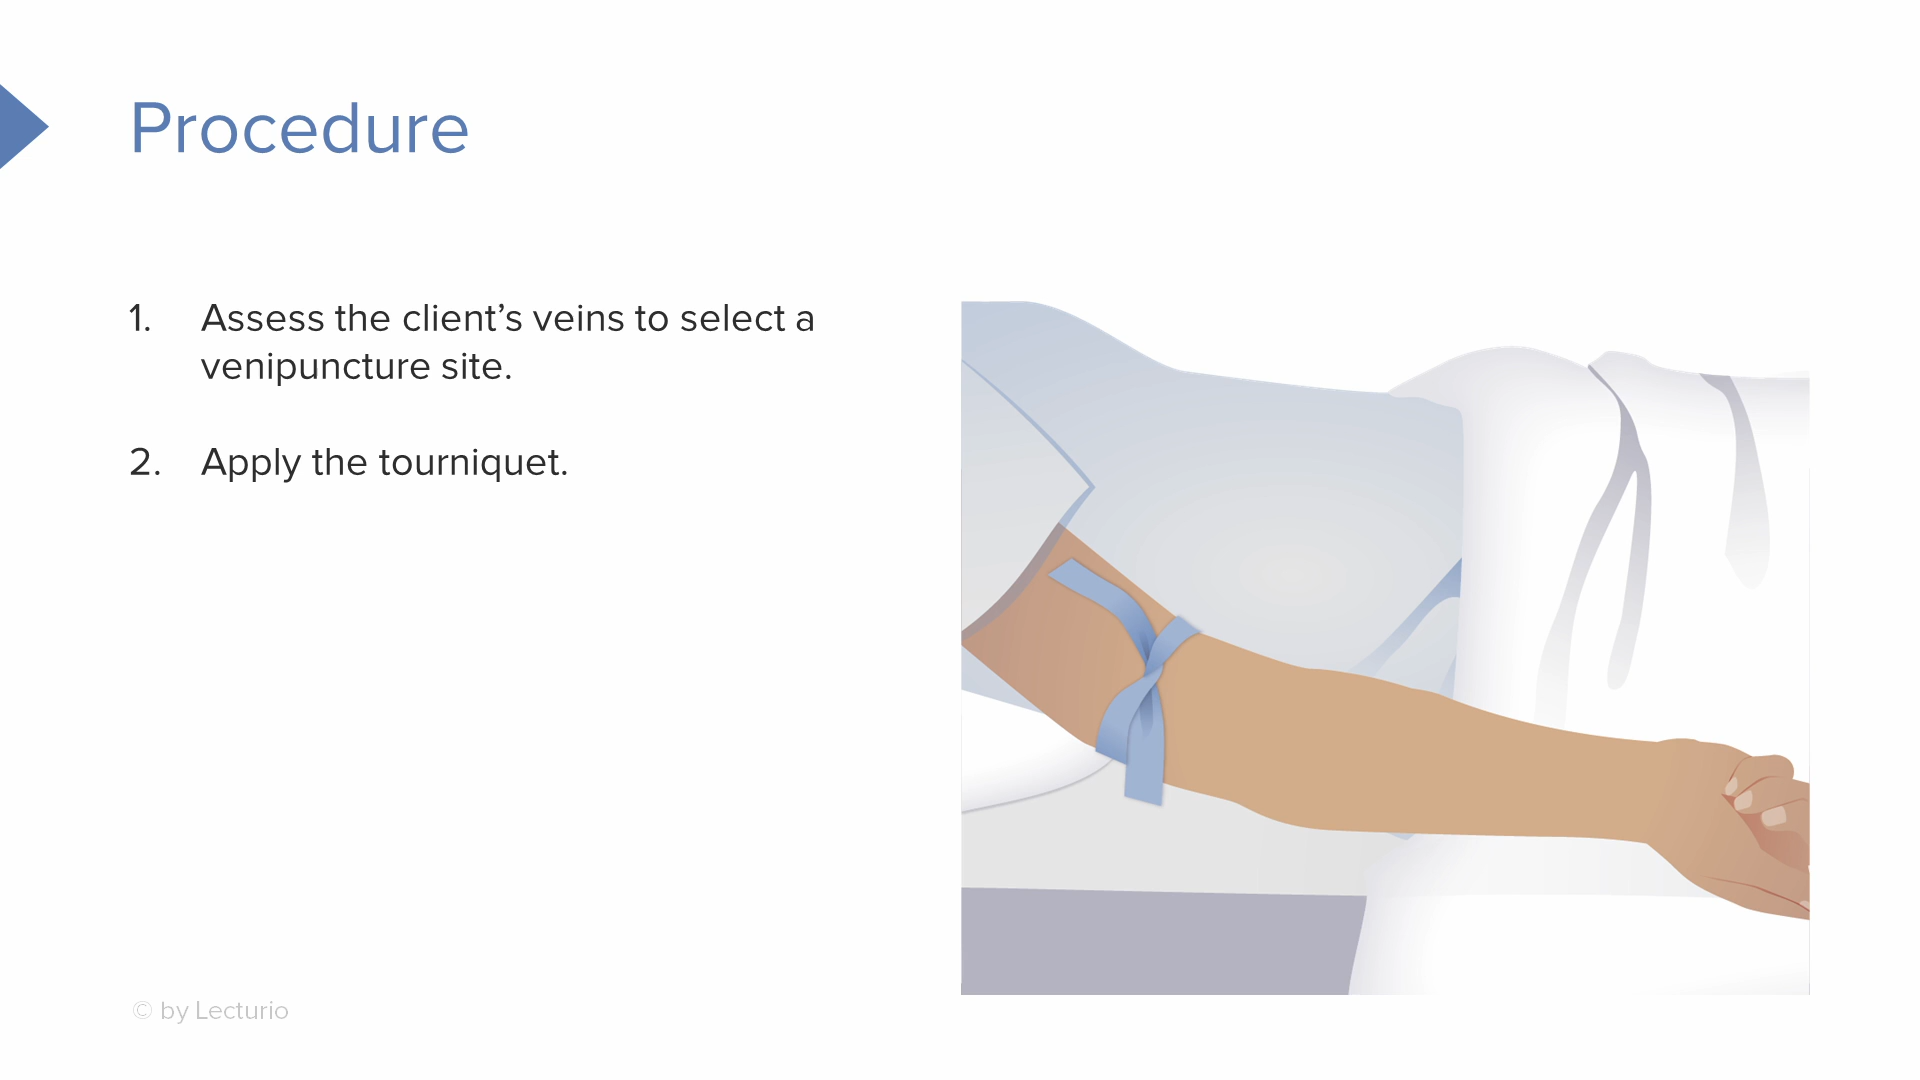 Procedure
1. Assess the client’s veins to select a
venipuncture site.
2. Apply the tourniquet.
© by Lecturio